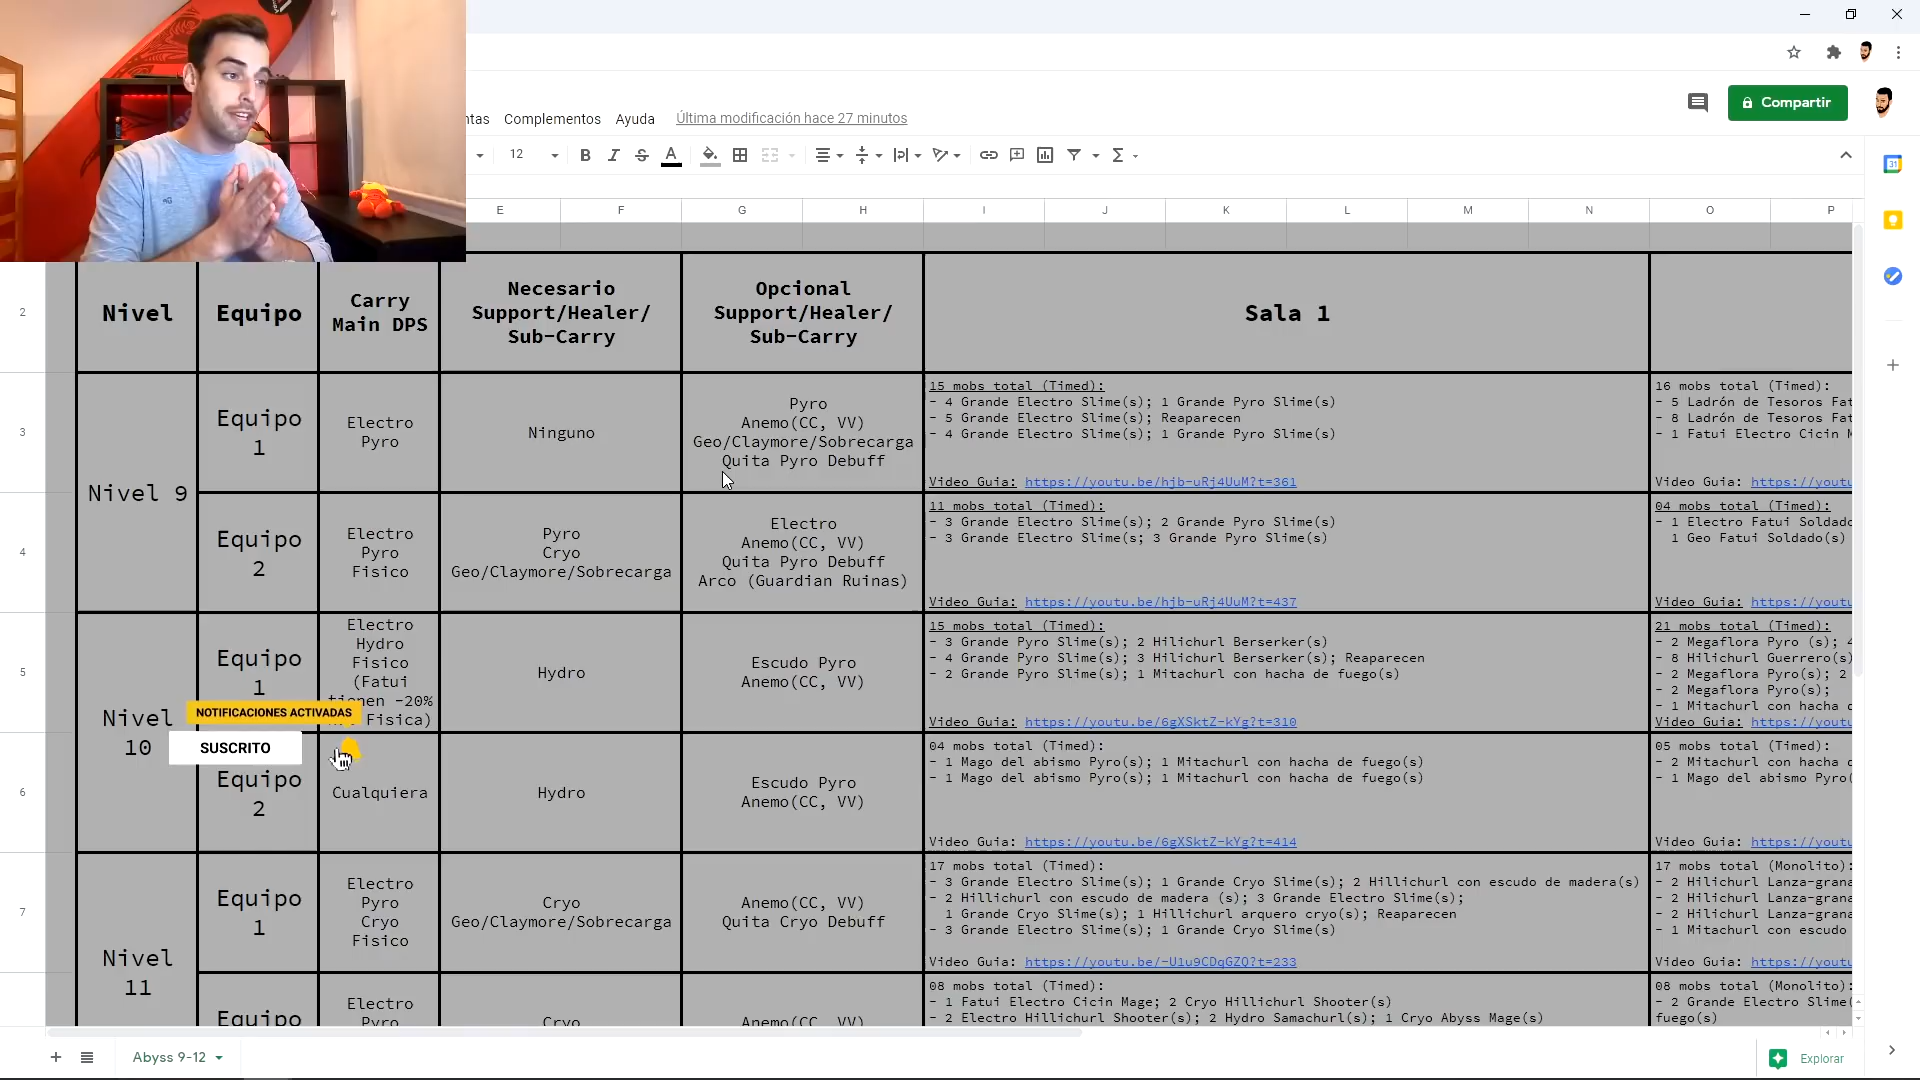 ntas Complementos Ayuda Última modificación hace 27 minutos
Compartir
12
E F G H I J K L M N O P
2
Nivel
Equipo
Carry
Main DPS
Necesario
Support/Healer/
Sub-Carry
Opcional
Support/Healer/
Sub-Carry
Sala 1
3
Nivel 9
Equipo
1
Electro
Pyro
Ninguno
Pyro
Anemo(CC, VV)
Geo/Claymore/Sobrecarga
Quita Pyro Debuff
15 mobs total (Timed):
- 4 Grande Electro Slime(s); 1 Grande Pyro Slime(s)
- 5 Grande Electro Slime(s); Reaparecen
- 4 Grande Electro Slime(s); 1 Grande Pyro Slime(s)
Video Guia: https://youtu.be/hjb-uRj4UuM?t=361
16 mobs total (Timed):
- 5 Ladrón de Tesoros Fat
- 8 Ladrón de Tesoros Fat
- 1 Fatui Electro Cicin M
Video Guia: https://youtu
4
Equipo
2
Electro
Pyro
Fisico
Pyro
Cryo
Geo/Claymore/Sobrecarga
Electro
Anemo(CC, VV)
Quita Pyro Debuff
Arco (Guardian Ruinas)
11 mobs total (Timed):
- 3 Grande Electro Slime(s); 2 Grande Pyro Slime(s)
- 3 Grande Electro Slime(s; 3 Grande Pyro Slime(s)
Video Guia: https://youtu.be/hjb-uRj4UuM?t=437
04 mobs total (Timed):
- 1 Electro Fatui Soldado
1 Geo Fatui Soldado(s)
Video Guia: https://youtu
5
Nivel
10
Equipo
1
Electro
Hydro
Fisico
(Fatui
tienen -20%
Fisica)
Hydro
Escudo Pyro
Anemo(CC, VV)
15 mobs total (Timed):
- 3 Grande Pyro Slime(s); 2 Hilichurl Berserker(s)
- 4 Grande Pyro Slime(s); 3 Hilichurl Berserker(s); Reaparecen
- 2 Grande Pyro Slime(s); 1 Mitachurl con hacha de fuego(s)
Video Guia: https://youtu.be/6gXSktZ-kYg?t=310
21 mobs total (Timed):
- 2 Megaflora Pyro (s); 4
- 8 Hilichurl Guerrero(s)
- 2 Megaflora Pyro(s); 2
- 2 Megaflora Pyro(s);
- 1 Mitachurl con hacha d
Video Guia: https://youtu
NOTIFICACIONES ACTIVADAS
SUSCRITO
6
Equipo
2
Cualquiera
Hydro
Escudo Pyro
Anemo(CC, VV)
04 mobs total (Timed):
- 1 Mago del abismo Pyro(s); 1 Mitachurl con hacha de fuego(s)
- 1 Mago del abismo Pyro(s); 1 Mitachurl con hacha de fuego(s)
Video Guia: https://youtu.be/6gXSktZ-kYg?t=414
05 mobs total (Timed):
- 2 Mitachurl con hacha d
- 1 Mago del abismo Pyro(
Video Guia: https://youtu
7
Nivel
11
Equipo
1
Electro
Pyro
Cryo
Fisico
Cryo
Geo/Claymore/Sobrecarga
Anemo(CC, VV)
Quita Cryo Debuff
17 mobs total (Timed):
- 3 Grande Electro Slime(s); 1 Grande Cryo Slime(s); 2 Hillichurl con escudo de madera(s)
- 2 Hillichurl con escudo de madera (s); 3 Grande Electro Slime(s);
1 Grande Cryo Slime(s); 1 Hillichurl arquero cryo(s); Reaparecen
- 3 Grande Electro Slime(s); 1 Grande Cryo Slime(s)
Video Guia: https://youtu.be/-U1u9CDqGZQ?t=233
17 mobs total (Monolito):
- 2 Hilichurl Lanza-grana
- 2 Hilichurl Lanza-grana
- 2 Hilichurl Lanza-grana
- 1 Mitachurl con escudo
Video Guia: https://youtu
Equipo
Electro
Pyro
Cryo
Anemo(CC, VV)
08 mobs total (Timed):
- 1 Fatui Electro Cicin Mage; 2 Cryo Hillichurl Shooter(s)
- 2 Electro Hillichurl Shooter(s); 2 Hydro Samachurl(s); 1 Cryo Abyss Mage(s)
08 mobs total (Monolito):
- 2 Grande Electro Slime(
fuego(s)
Abyss 9-12
Explorar
31